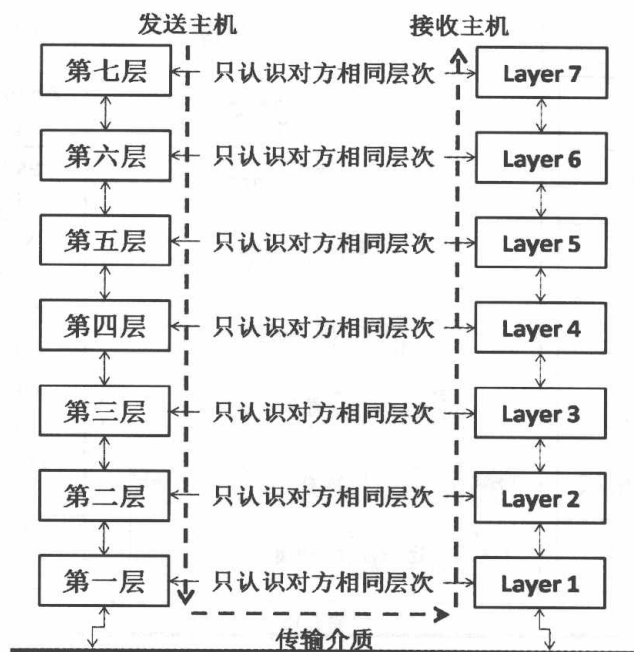 发送主机 接收主机
第七层 只认识对方相同层次 Layer 7
第六层 只认识对方相同层次 Layer 6
第五层 只认识对方相同层次 Layer 5
第四层 只认识对方相同层次 Layer 4
第三层 只认识对方相同层次 Layer 3
第二层 只认识对方相同层次 Layer 2
第一层 只认识对方相同层次 Layer 1
传输介质